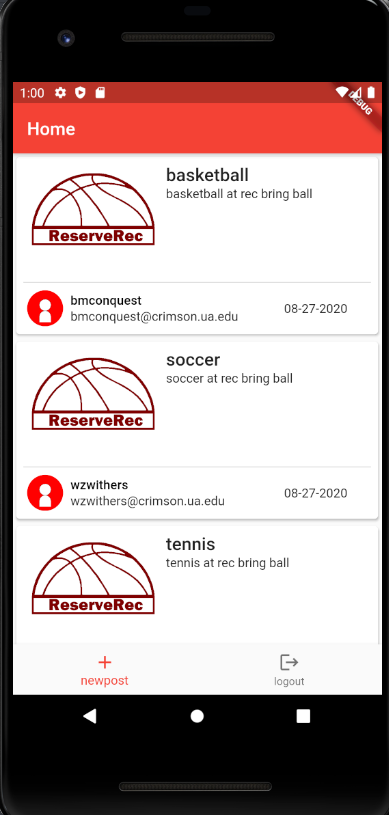 1:00
DEBUG
Home
basketball
basketball at rec bring ball
ReserveRec
bmconquest
bmconquest@crimson.ua.edu
08-27-2020
soccer
soccer at rec bring ball
ReserveRec
wzwithers
wzwithers@crimson.ua.edu
08-27-2020
tennis
tennis at rec bring ball
ReserveRec
newpost
logout